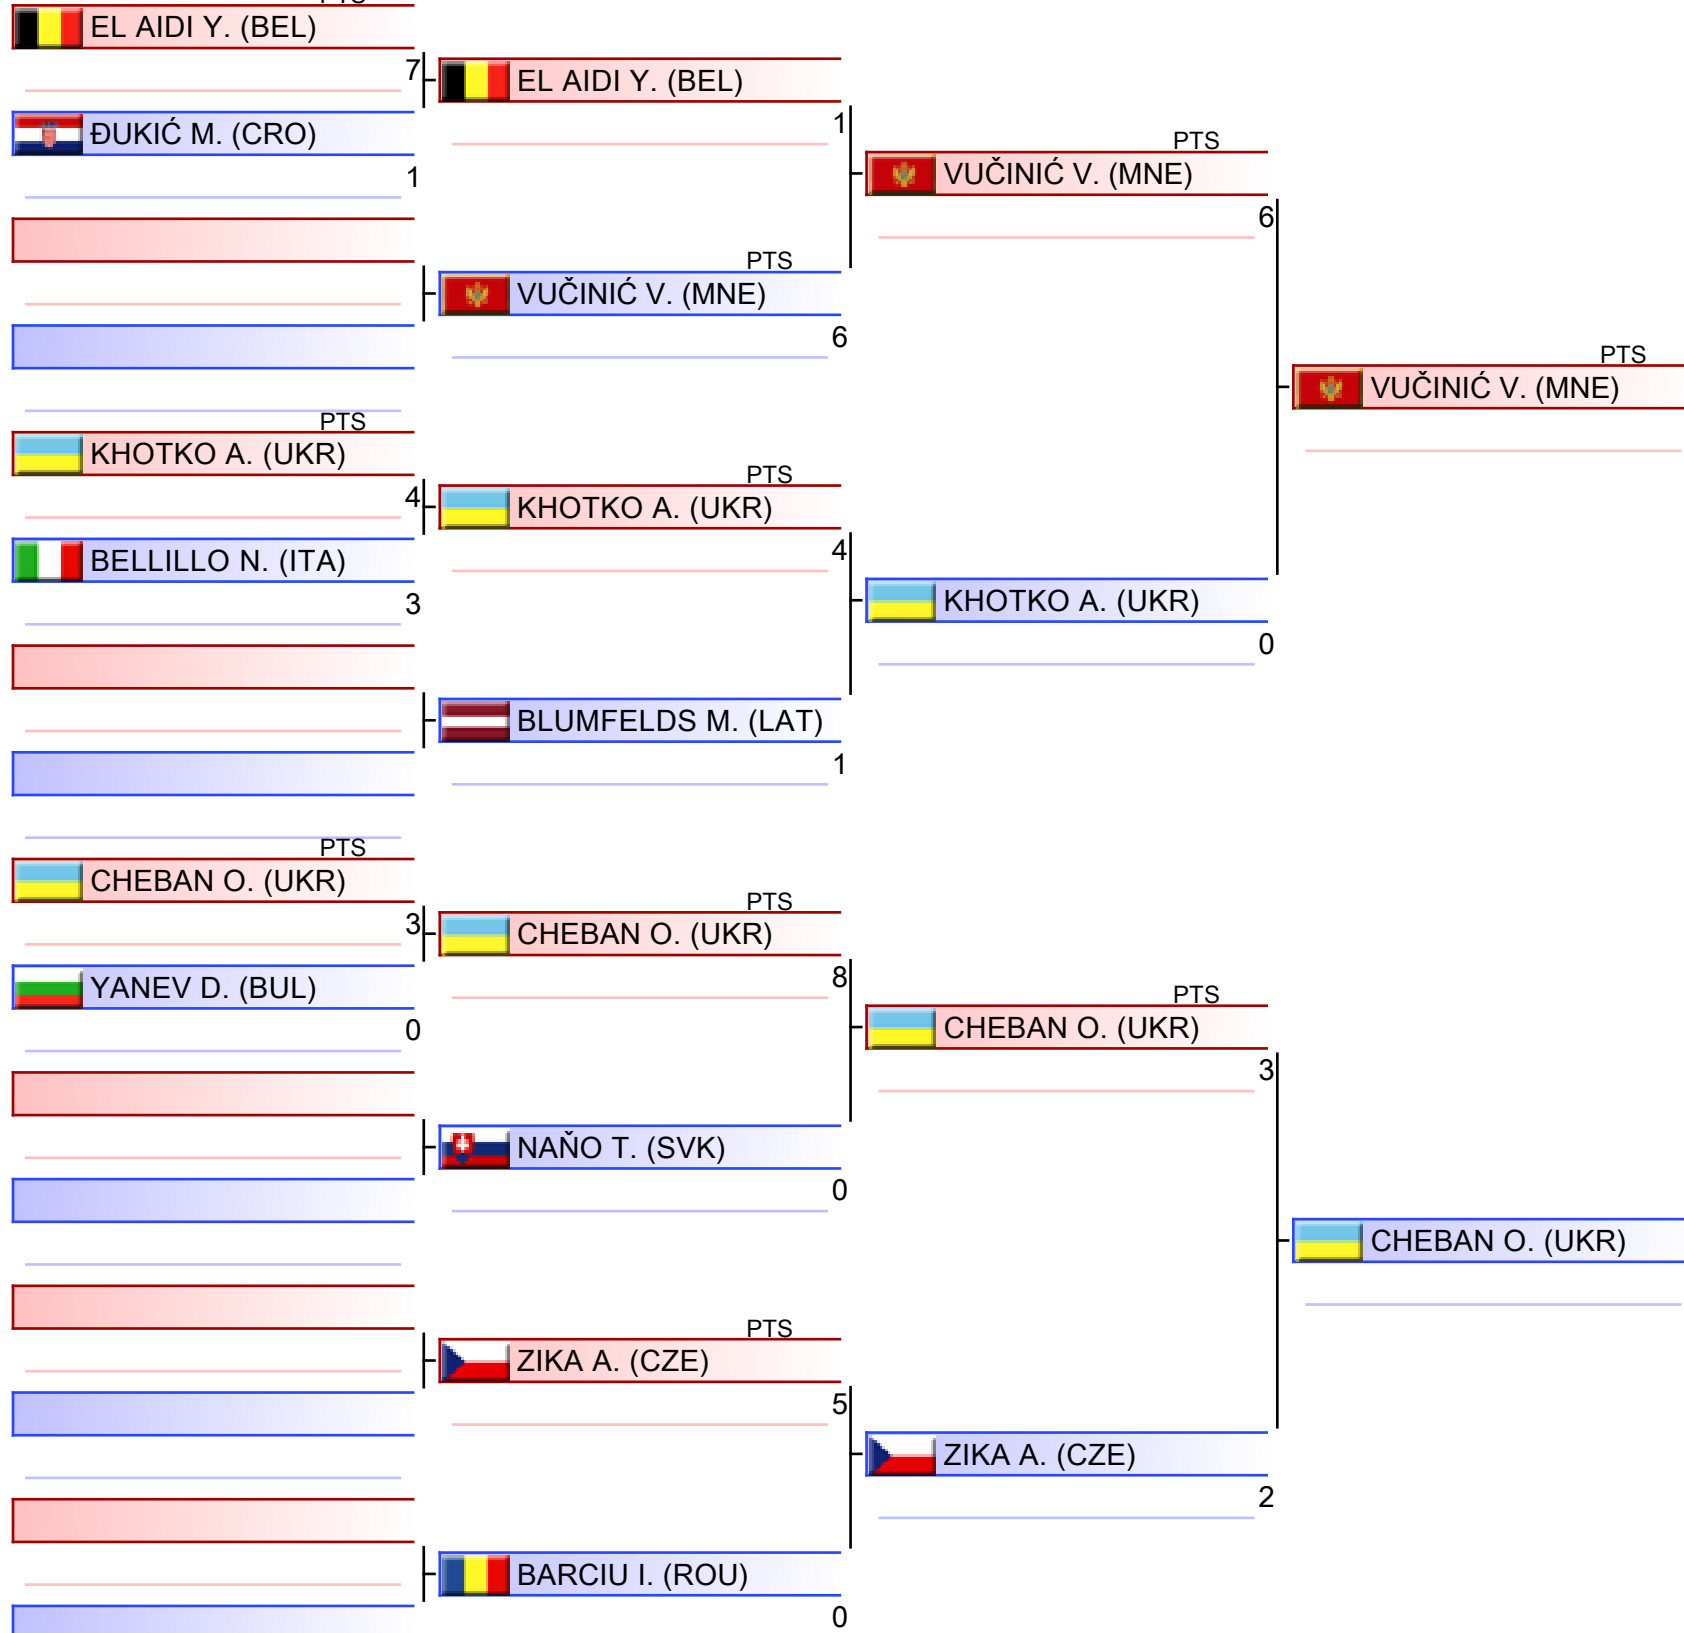 PTS
EL AIDI Y. (BEL)
7
ĐUKIĆ M. (CRO)
1
PTS
KHOTKO A. (UKR)
4
BELLILLO N. (ITA)
3
PTS
CHEBAN O. (UKR)
3
YANEV D. (BUL)
0
EL AIDI Y. (BEL)
1
PTS
VUČINIĆ V. (MNE)
6
PTS
KHOTKO A. (UKR)
4
BLUMFELDS M. (LAT)
1
PTS
CHEBAN O. (UKR)
8
NAŇO T. (SVK)
0
PTS
ZIKA A. (CZE)
5
BARCIU I. (ROU)
0
PTS
VUČINIĆ V. (MNE)
6
KHOTKO A. (UKR)
0
PTS
CHEBAN O. (UKR)
3
ZIKA A. (CZE)
2
PTS
VUČINIĆ V. (MNE)
CHEBAN O. (UKR)